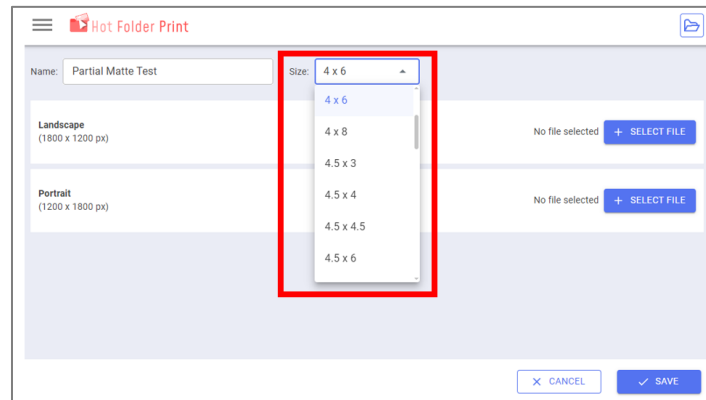 Hot Folder Print
Name: Partial Matte Test Size: 4 x 6
4 x 6
4 x 8
4.5 x 3
4.5 x 4
4.5 x 4.5
4.5 x 6
Landscape
(1800 x 1200 px)
No file selected + SELECT FILE
Portrait
(1200 x 1800 px)
No file selected + SELECT FILE
CANCEL SAVE